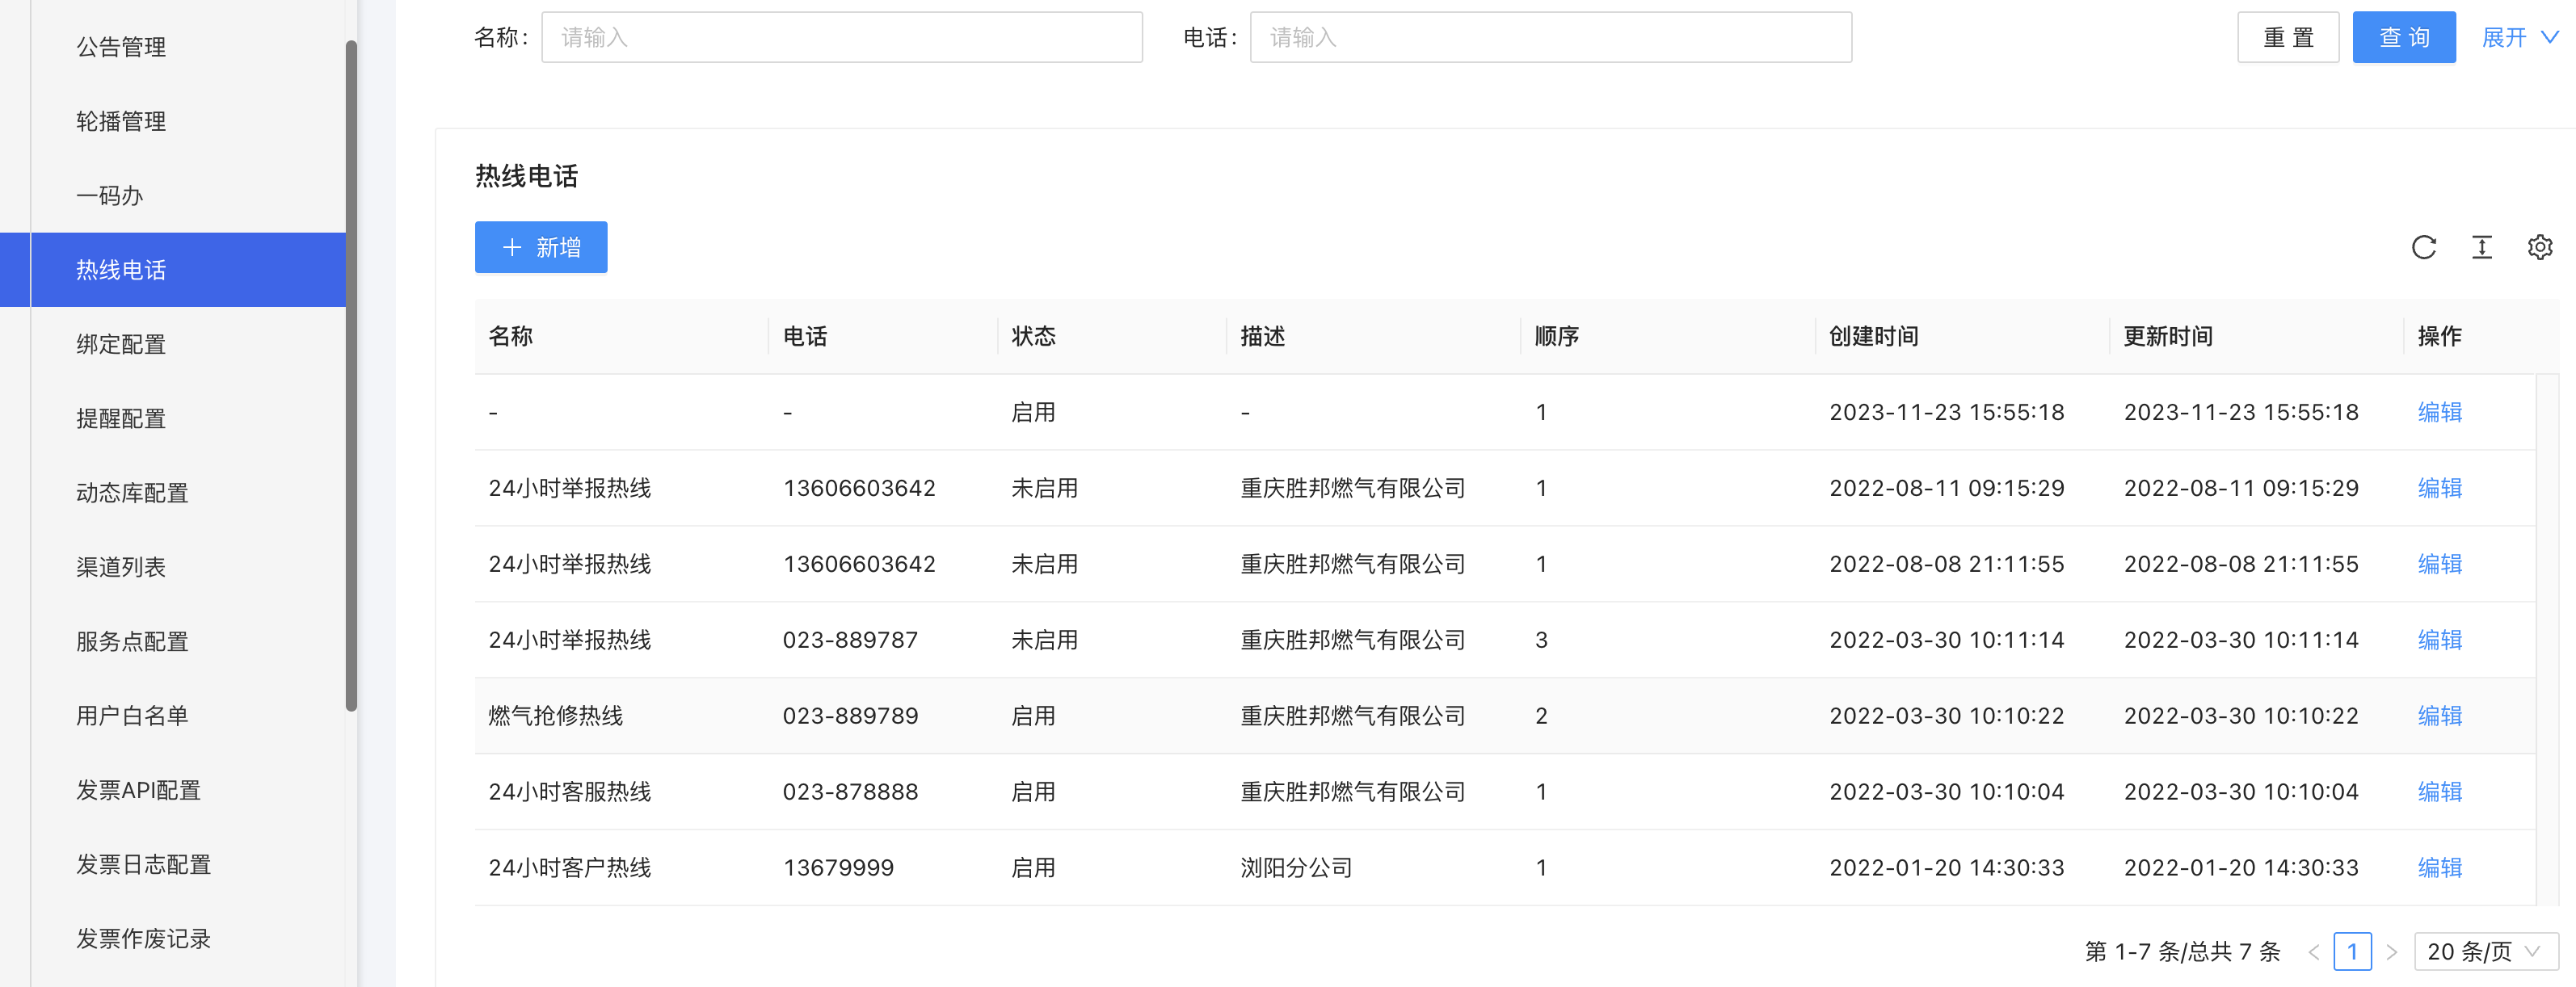 公告管理
轮播管理
一码办
热线电话
绑定配置
提醒配置
动态库配置
渠道列表
服务点配置
用户白名单
发票API配置
发票日志配置
发票作废记录
名称: 请输入 电话: 请输入 重 置 查 询 展开
热线电话
新增
名称 电话 状态 描述 顺序 创建时间 更新时间 操作
- - 启用 - 1 2023-11-23 15:55:18 2023-11-23 15:55:18 编辑
24小时举报热线 13606603642 未启用 重庆胜邦燃气有限公司 1 2022-08-11 09:15:29 2022-08-11 09:15:29 编辑
24小时举报热线 13606603642 未启用 重庆胜邦燃气有限公司 1 2022-08-08 21:11:55 2022-08-08 21:11:55 编辑
24小时举报热线 023-889787 未启用 重庆胜邦燃气有限公司 3 2022-03-30 10:11:14 2022-03-30 10:11:14 编辑
燃气抢修热线 023-889789 启用 重庆胜邦燃气有限公司 2 2022-03-30 10:10:22 2022-03-30 10:10:22 编辑
24小时客服热线 023-878888 启用 重庆胜邦燃气有限公司 1 2022-03-30 10:10:04 2022-03-30 10:10:04 编辑
24小时客户热线 13679999 启用 浏阳分公司 1 2022-01-20 14:30:33 2022-01-20 14:30:33 编辑
第 1-7 条/总共 7 条 1 20 条/页